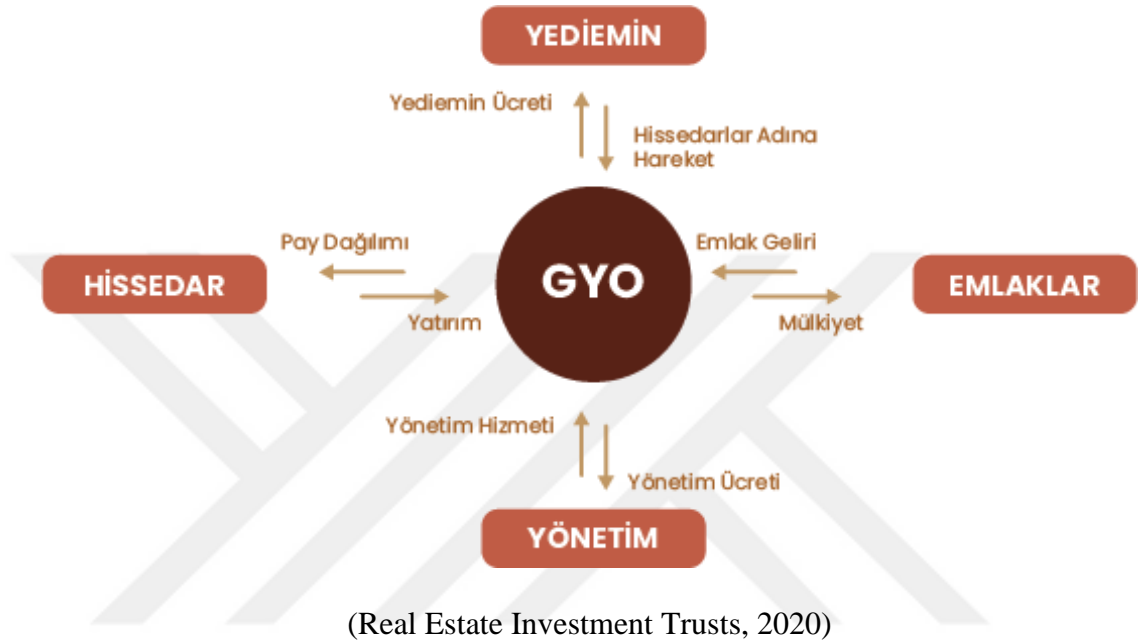 YEDİEMİN
Yediemin Ücreti
Hissedarlar Adına
Hareket
Pay Dağılımı
Emlak Geliri
HİSSEDAR
GYO
EMLAKLAR
Yatırım
Mülkiyet
Yönetim Hizmeti
Yönetim Ücreti
YÖNETİM
(Real Estate Investment Trusts, 2020)